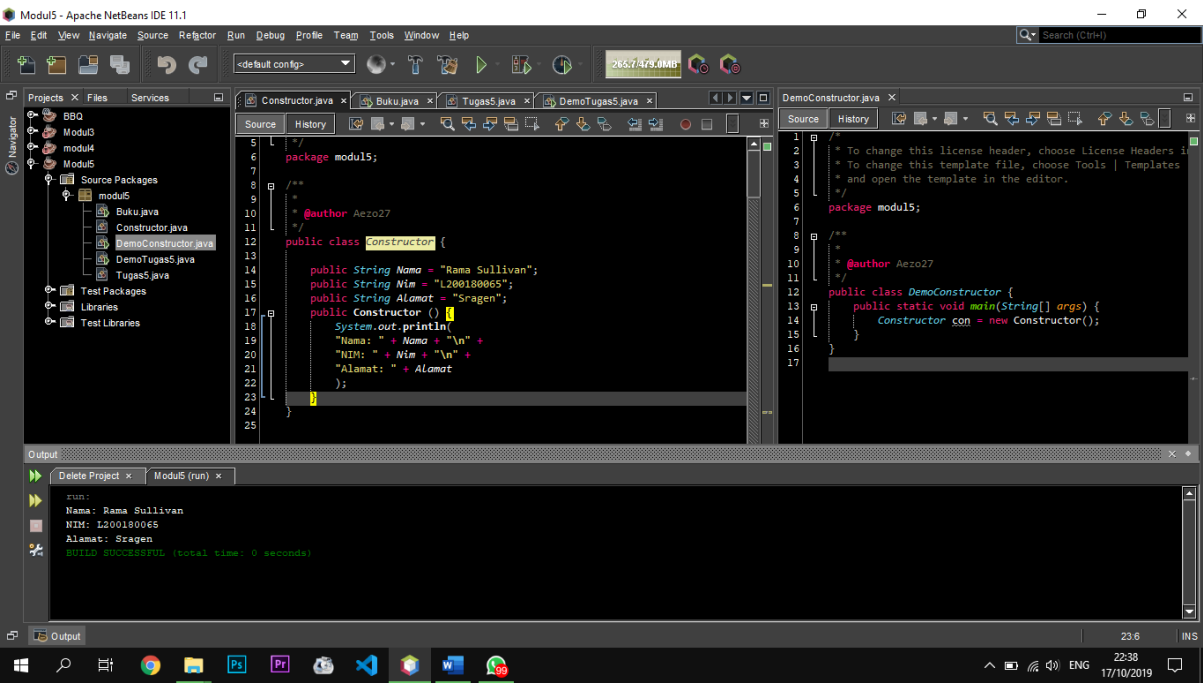 Modul5 - Apache NetBeans IDE 11.1
File Edit View Navigate Source Refactor Run Debug Profile Team Tools Window Help
Search (Ctrl+I)
<default config>
265.7/479.0MB
Projects Files Services
Navigator
BBQ
Modul3
modul4
Modul5
Source Packages
modul5
Buku.java
Constructor.java
DemoConstructor.java
DemoTugas5.java
Tugas5.java
Test Packages
Libraries
Test Libraries
Constructor.java Buku.java Tugas5.java DemoTugas5.java
Source History
5 */
6 package modul5;
7
8 /**
9 *
10 * @author Aezo27
11 */
12 public class Constructor {
13
14 public String Nama = "Rama Sullivan";
15 public String Nim = "L200180065";
16 public String Alamat = "Sragen";
17 public Constructor () {
18 System.out.println(
19 "Nama: " + Nama + "\n" +
20 "NIM: " + Nim + "\n" +
21 "Alamat: " + Alamat
22 );
23 }
24 }
25
DemoConstructor.java
Source History
1 /*
2 * To change this license header, choose License Headers i
3 * To change this template file, choose Tools | Templates
4 * and open the template in the editor.
5 */
6 package modul5;
7
8 /**
9 *
10 * @author Aezo27
11 */
12 public class DemoConstructor {
13 public static void main(String[] args) {
14 Constructor con = new Constructor();
15 }
16 }
17
Output
Delete Project Modul5 (run)
run:
Nama: Rama Sullivan
NIM: L200180065
Alamat: Sragen
BUILD SUCCESSFUL (total time: 0 seconds)
Output
23:6 INS
Ps Pr 99
ENG
22:38
17/10/2019